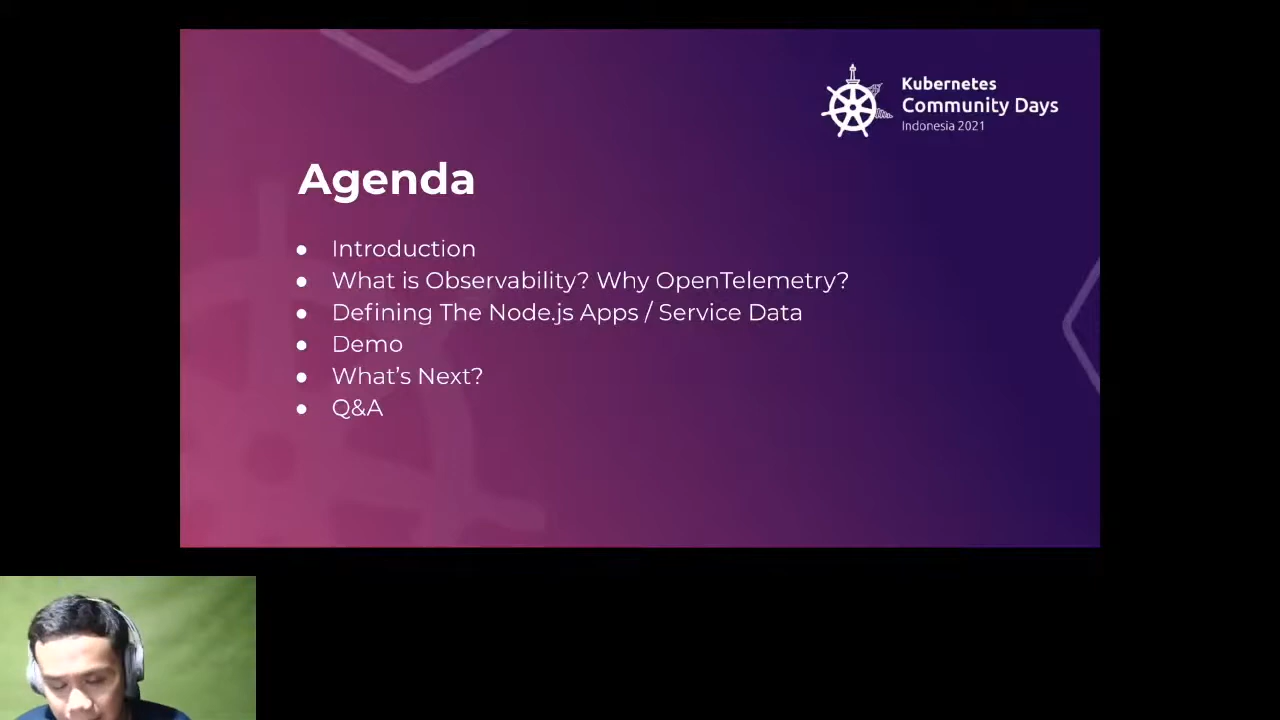 Kubernetes
Community Days
Indonesia 2021
Agenda
● Introduction
● What is Observability? Why OpenTelemetry?
● Defining The Node.js Apps / Service Data
● Demo
● What’s Next?
● Q&A